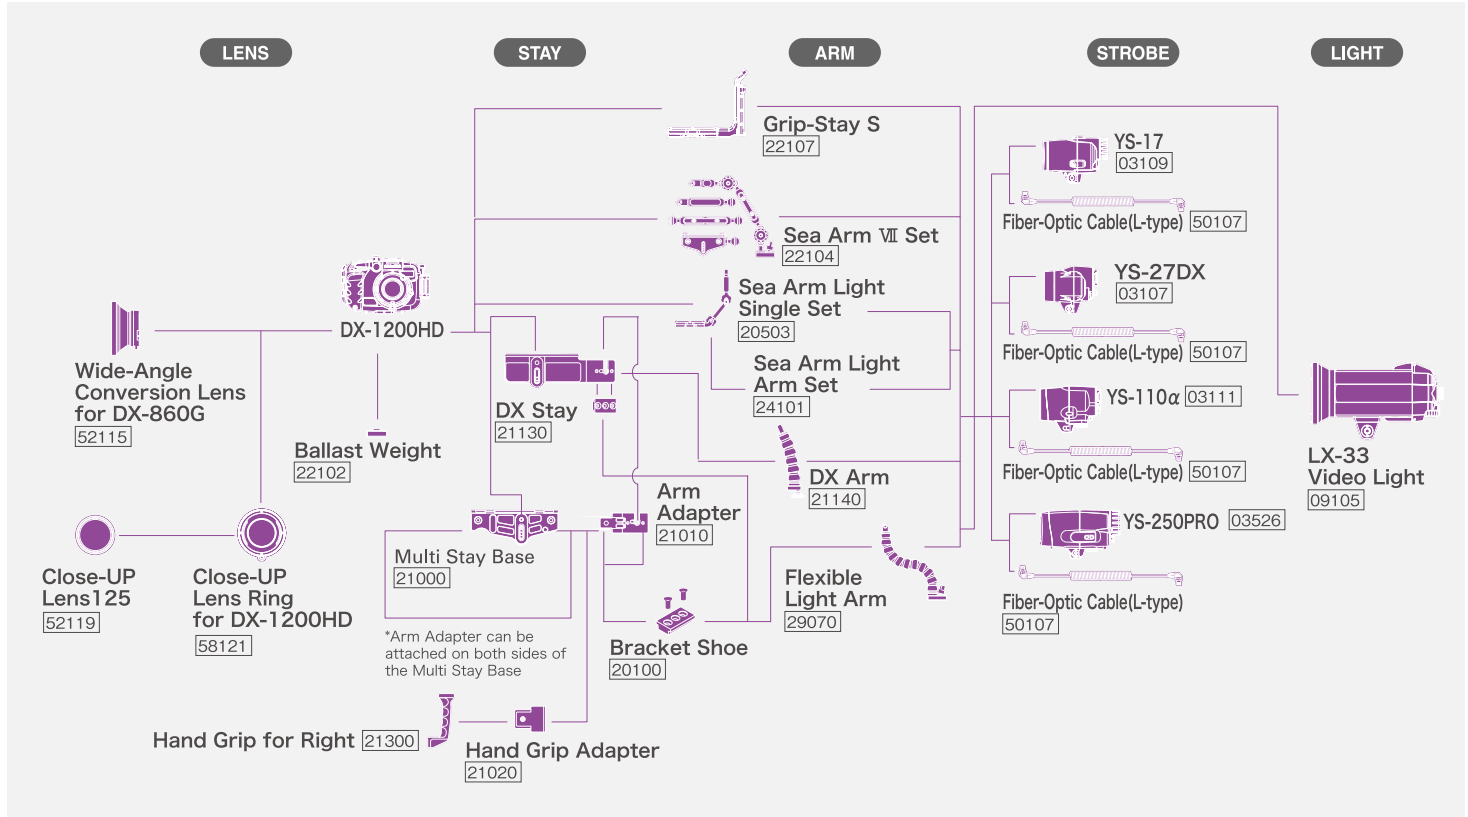 LENS
STAY
ARM
STROBE
LIGHT
Grip-Stay S
22107
Sea Arm Ⅶ Set
22104
Sea Arm Light
Single Set
20503
Sea Arm Light
Arm Set
24101
DX Arm
21140
Flexible
Light Arm
29070
DX-1200HD
Wide-Angle
Conversion Lens
for DX-860G
52115
Ballast Weight
22102
Close-UP
Lens125
52119
Close-UP
Lens Ring
for DX-1200HD
58121
DX Stay
21130
Arm
Adapter
21010
Multi Stay Base
21000
*Arm Adapter can be
attached on both sides of
the Multi Stay Base
Bracket Shoe
20100
Hand Grip for Right 21300
Hand Grip Adapter
21020
YS-17
03109
Fiber-Optic Cable(L-type) 50107
YS-27DX
03107
Fiber-Optic Cable(L-type) 50107
YS-110α 03111
Fiber-Optic Cable(L-type) 50107
YS-250PRO 03526
Fiber-Optic Cable(L-type)
50107
LX-33
Video Light
09105